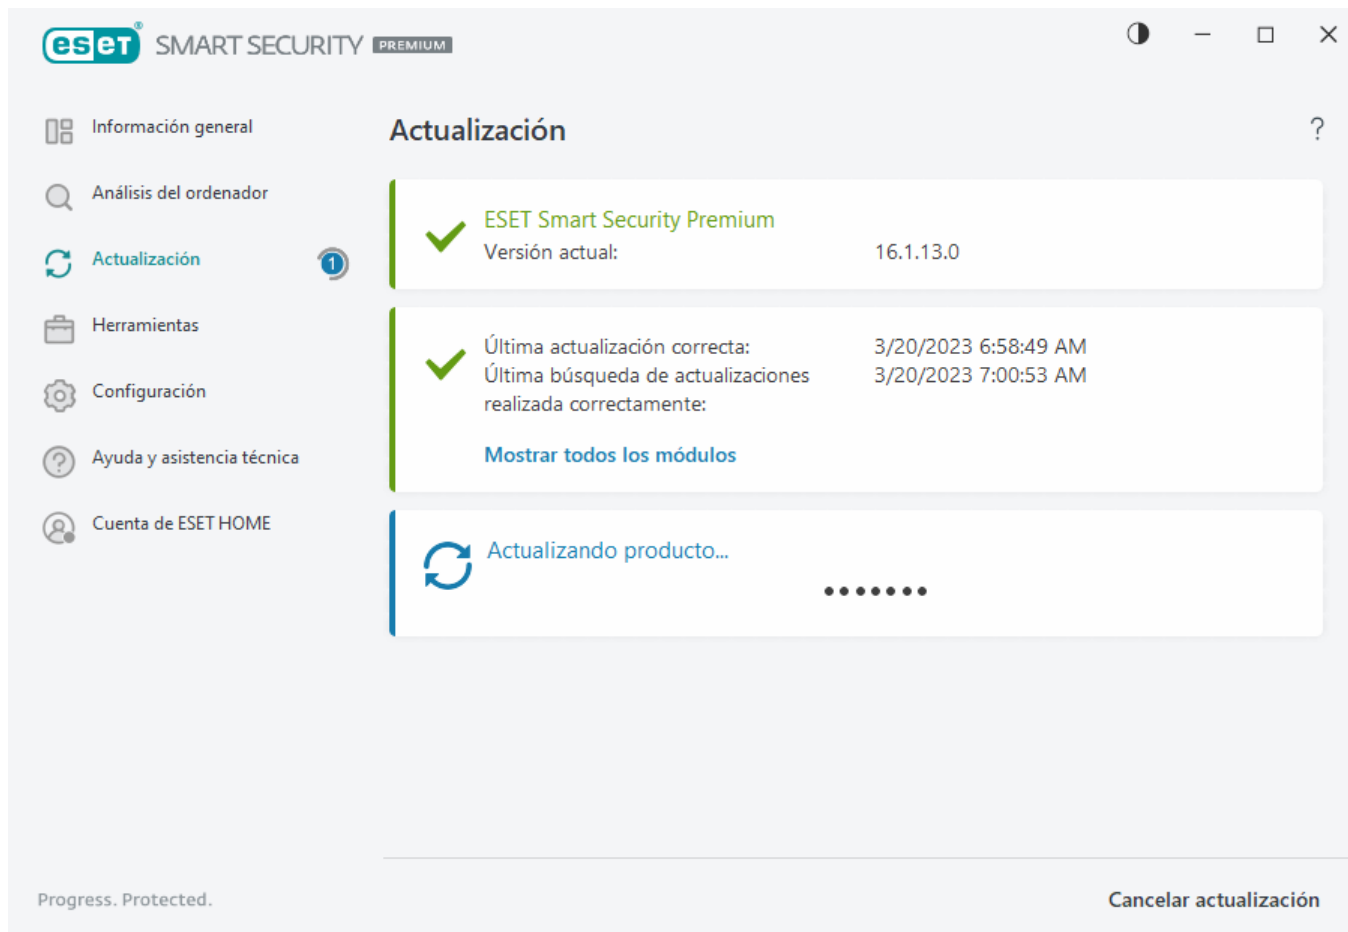 eset® SMART SECURITY PREMIUM
Información general
Análisis del ordenador
Actualización 1
Herramientas
Configuración
Ayuda y asistencia técnica
Cuenta de ESET HOME
Actualización ?
ESET Smart Security Premium
Versión actual: 16.1.13.0
Última actualización correcta: 3/20/2023 6:58:49 AM
Última búsqueda de actualizaciones 3/20/2023 7:00:53 AM
realizada correctamente:
Mostrar todos los módulos
Actualizando producto...
Progress. Protected.
Cancelar actualización